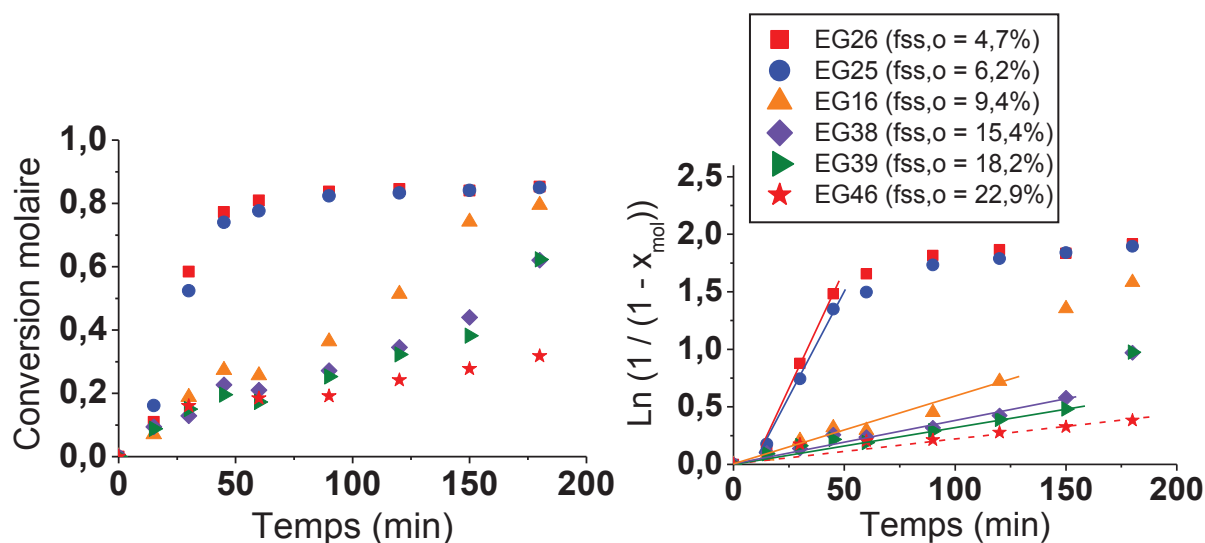 Conversion molaire
1,0
0,8
0,6
0,4
0,2
0,0
0 50 100 150 200
Temps (min)
EG26 (fss,o = 4,7%)
EG25 (fss,o = 6,2%)
EG16 (fss,o = 9,4%)
EG38 (fss,o = 15,4%)
EG39 (fss,o = 18,2%)
EG46 (fss,o = 22,9%)
Ln (1 / (1 - xmol))
2,5
2,0
1,5
1,0
0,5
0,0
0 50 100 150 200
Temps (min)